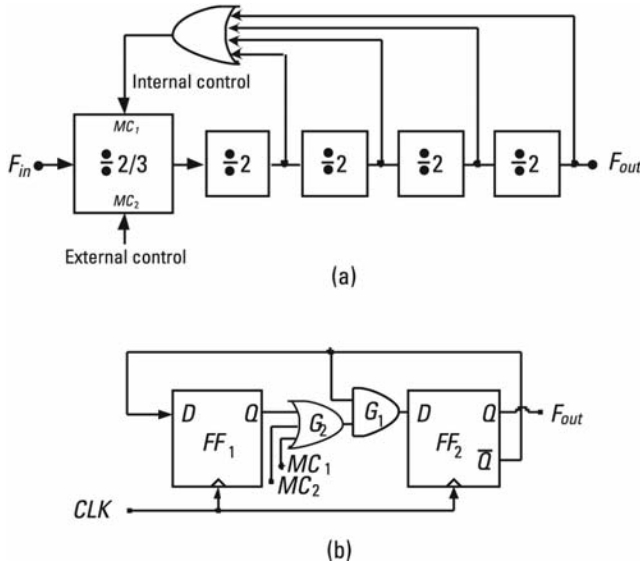 Internal control
MC₁
F_in ÷ 2/3 ÷2 ÷2 ÷2 ÷2 F_out
MC₂
External control
(a)
D Q G₂ G₁ D Q F_out
FF₁ FF₂ Q̅
MC₁
MC₂
CLK
(b)